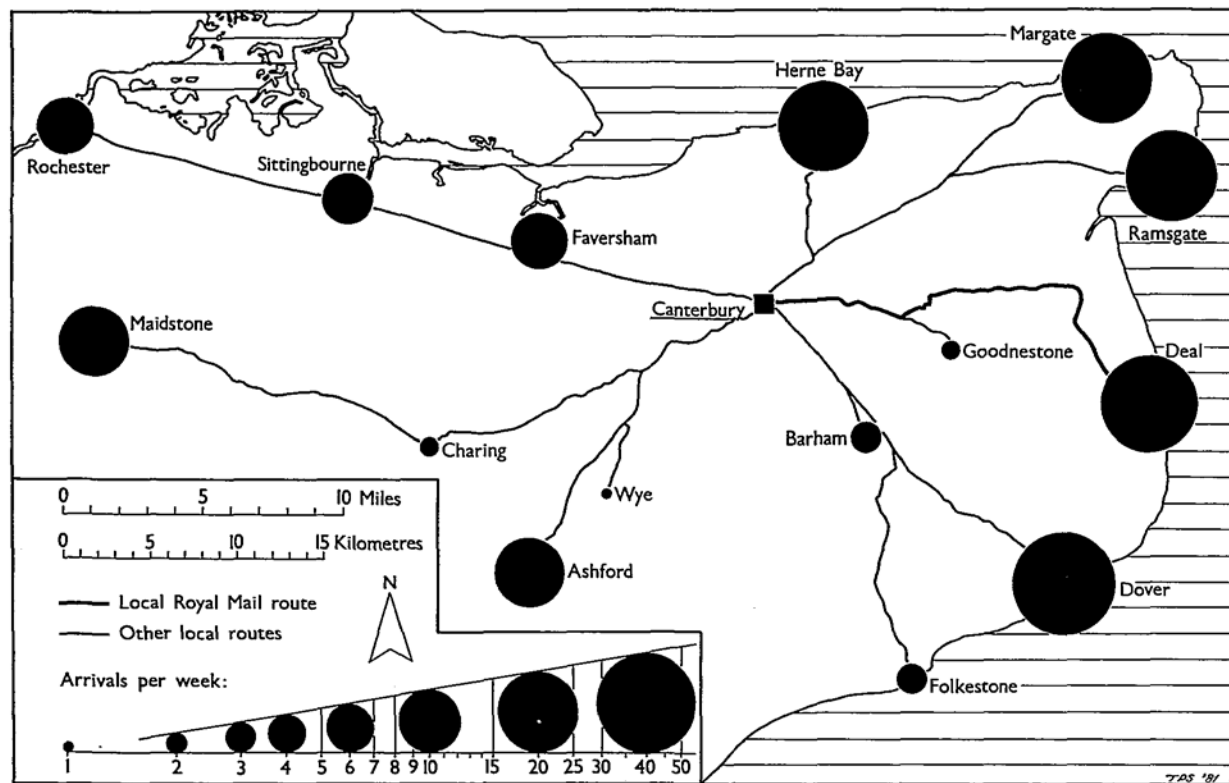 Margate
Herne Bay
Rochester
Sittingbourne
Faversham
Ramsgate
Canterbury
Maidstone
Goodnestone
Deal
Barham
Charing
Wye
Ashford
Dover
Folkestone
0 5 10 Miles
0 5 10 15 Kilometres
N
Local Royal Mail route
Other local routes
Arrivals per week:
1 2 3 4 5 6 7 8 9 10 15 20 25 30 40 50
TPS '81